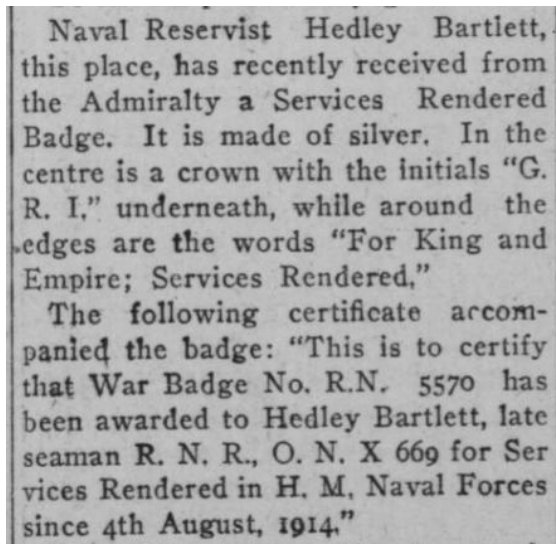 Naval Reservist Hedley Bartlett,
this place, has recently received from
the Admiralty a Services Rendered
Badge. It is made of silver. In the
centre is a crown with the initials "G.
R. I." underneath, while around the
edges are the words "For King and
Empire; Services Rendered."
The following certificate accom-
panied the badge: "This is to certify
that War Badge No. R.N. 5570 has
been awarded to Hedley Bartlett, late
seaman R. N. R., O. N. X 669 for Ser
vices Rendered in H. M. Naval Forces
since 4th August, 1914."